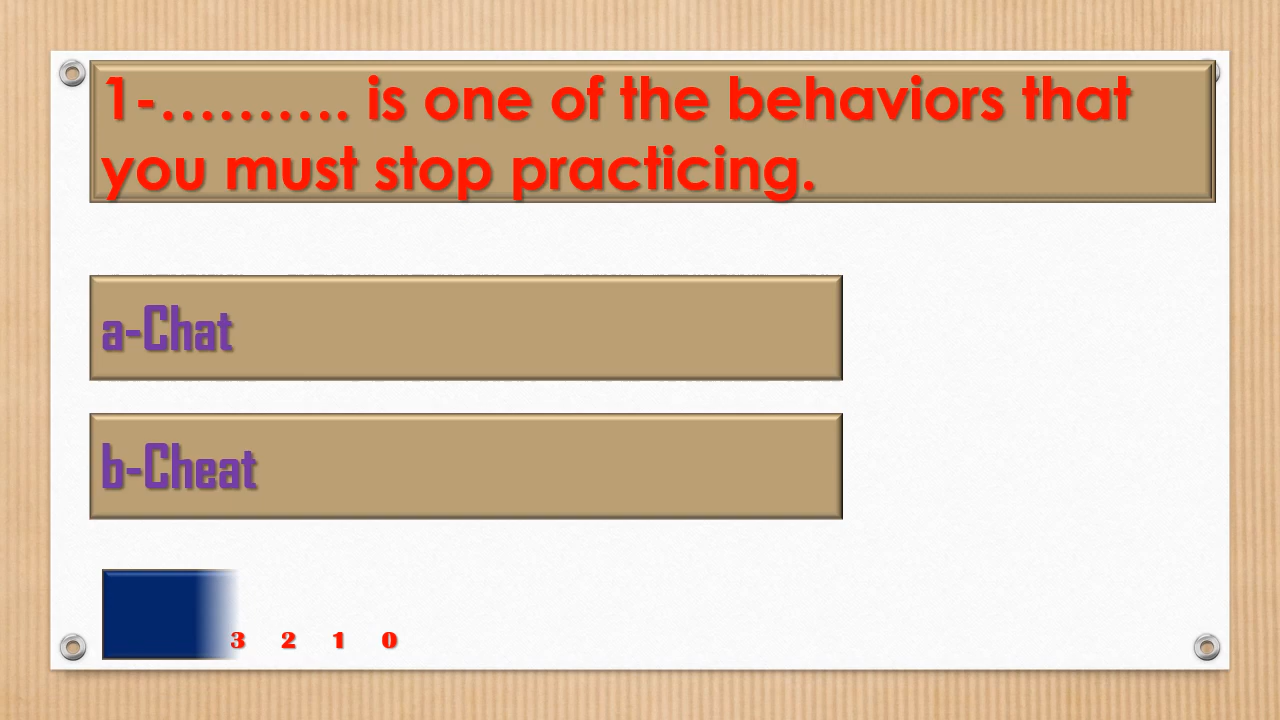 1-………. is one of the behaviors that
you must stop practicing.
a-Chat
b-Cheat
3 2 1 0